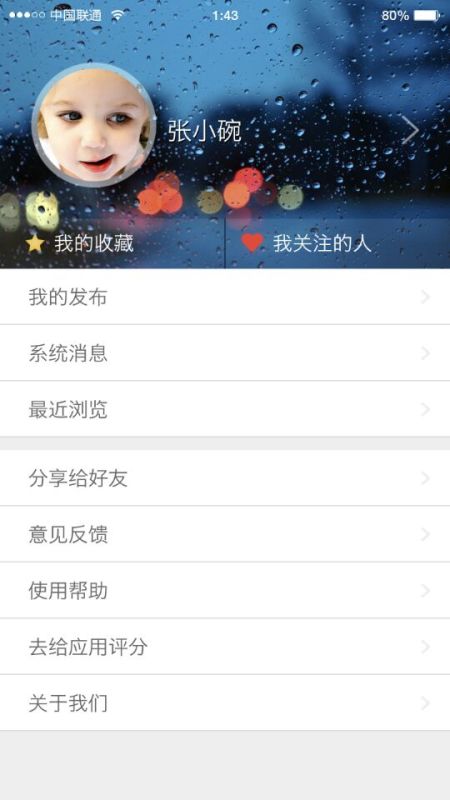 中国联通 1:43 80%
张小碗
我的收藏 我关注的人
我的发布
系统消息
最近浏览
分享给好友
意见反馈
使用帮助
去给应用评分
关于我们